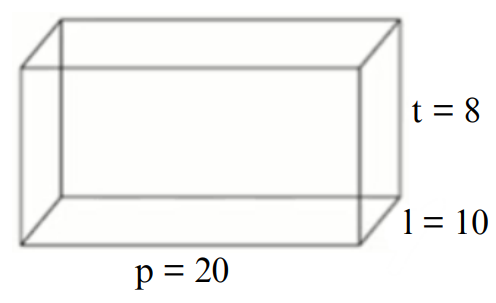 t = 8
l = 10
p = 20